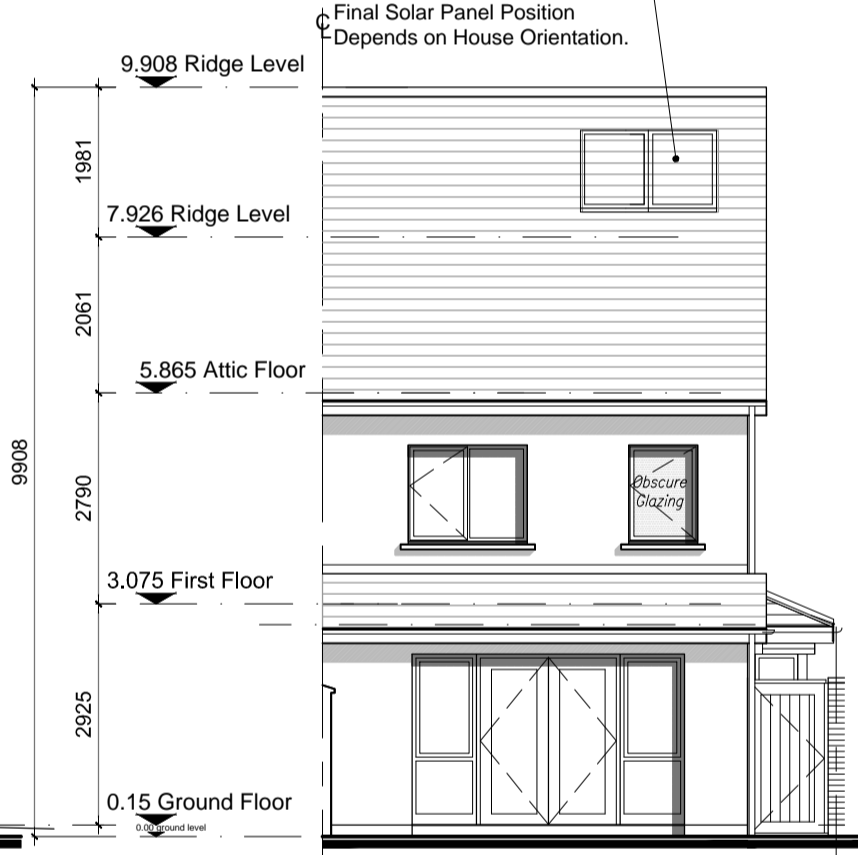 ℄ Final Solar Panel Position
Depends on House Orientation.
9.908 Ridge Level
1981
7.926 Ridge Level
2061
5.865 Attic Floor
9908
2790
Obscure
Glazing
3.075 First Floor
2925
0.15 Ground Floor
0.00 ground level